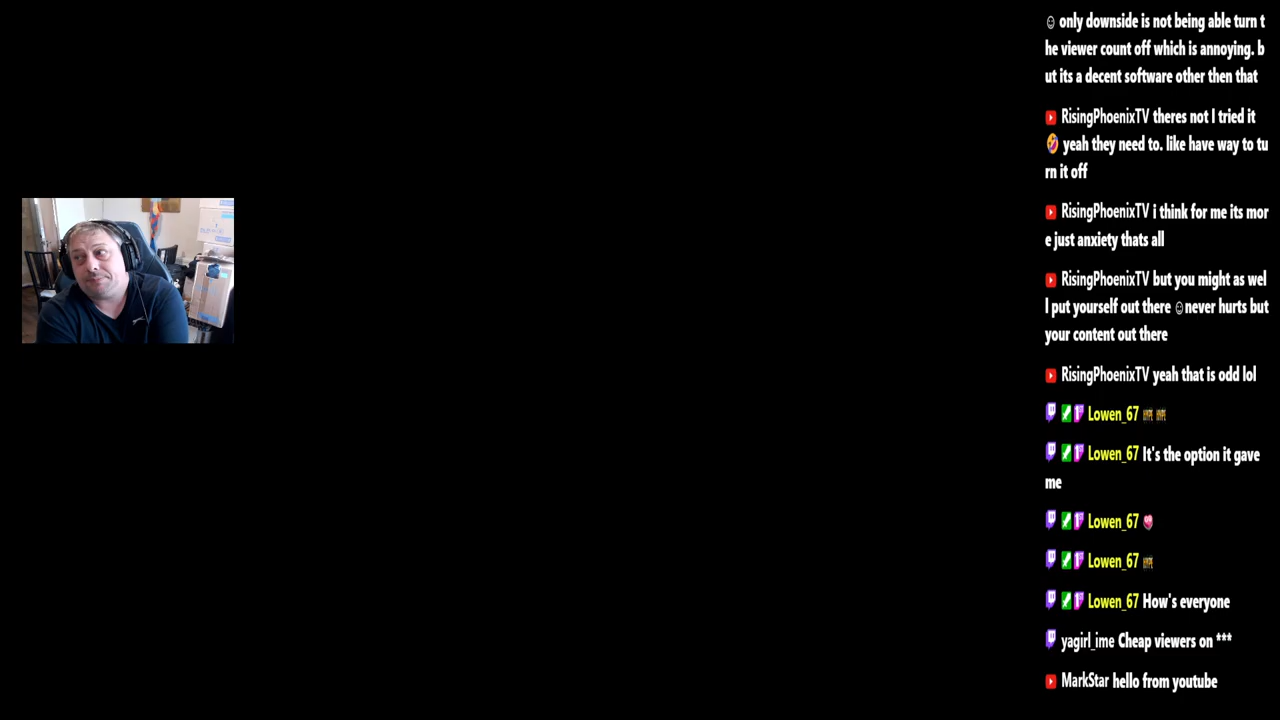 only downside is not being able turn t
he viewer count off which is annoying. b
ut its a decent software other then that
RisingPhoenixTV theres not I tried it
yeah they need to. like have way to tu
rn it off
RisingPhoenixTV i think for me its mor
e just anxiety thats all
RisingPhoenixTV but you might as wel
l put yourself out there never hurts but
your content out there
RisingPhoenixTV yeah that is odd lol
Lowen_67 HYPE HYPE
Lowen_67 It's the option it gave
me
Lowen_67
Lowen_67 HYPE
Lowen_67 How's everyone
yagirl_ime Cheap viewers on ***
MarkStar hello from youtube